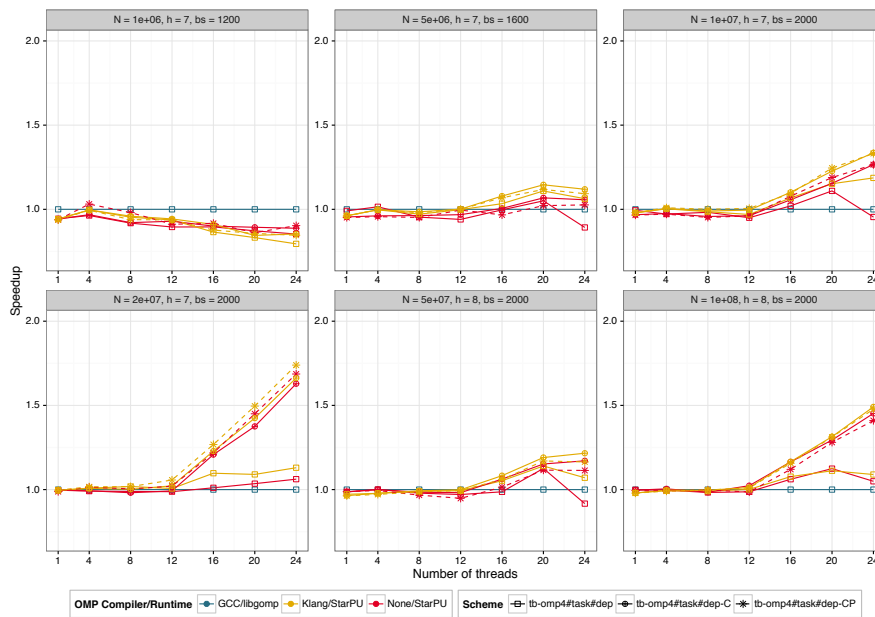 N = 1e+06, h = 7, bs = 1200
N = 5e+06, h = 7, bs = 1600
N = 1e+07, h = 7, bs = 2000
2.0
1.5
1.0
1 4 8 12 16 20 24
1 4 8 12 16 20 24
1 4 8 12 16 20 24
Speedup
N = 2e+07, h = 7, bs = 2000
N = 5e+07, h = 8, bs = 2000
N = 1e+08, h = 8, bs = 2000
2.0
1.5
1.0
2.0
1.5
1.0
2.0
1.5
1.0
2.0
1.5
1.0
2.0
1.5
1.0
1 4 8 12 16 20 24
1 4 8 12 16 20 24
1 4 8 12 16 20 24
Number of threads
OMP Compiler/Runtime GCC/libgomp Klang/StarPU None/StarPU
Scheme tb-omp4#task#dep tb-omp4#task#dep-C tb-omp4#task#dep-CP